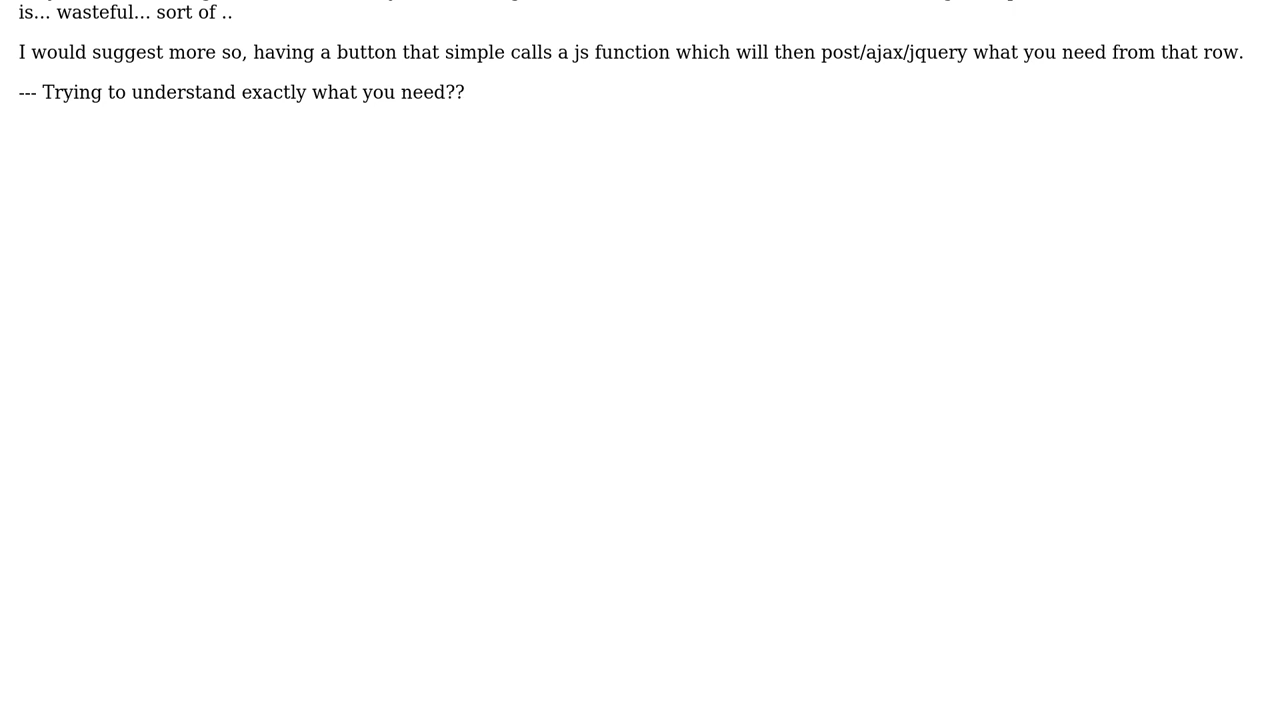 is... wasteful... sort of ..
I would suggest more so, having a button that simple calls a js function which will then post/ajax/jquery what you need from that row.
--- Trying to understand exactly what you need??